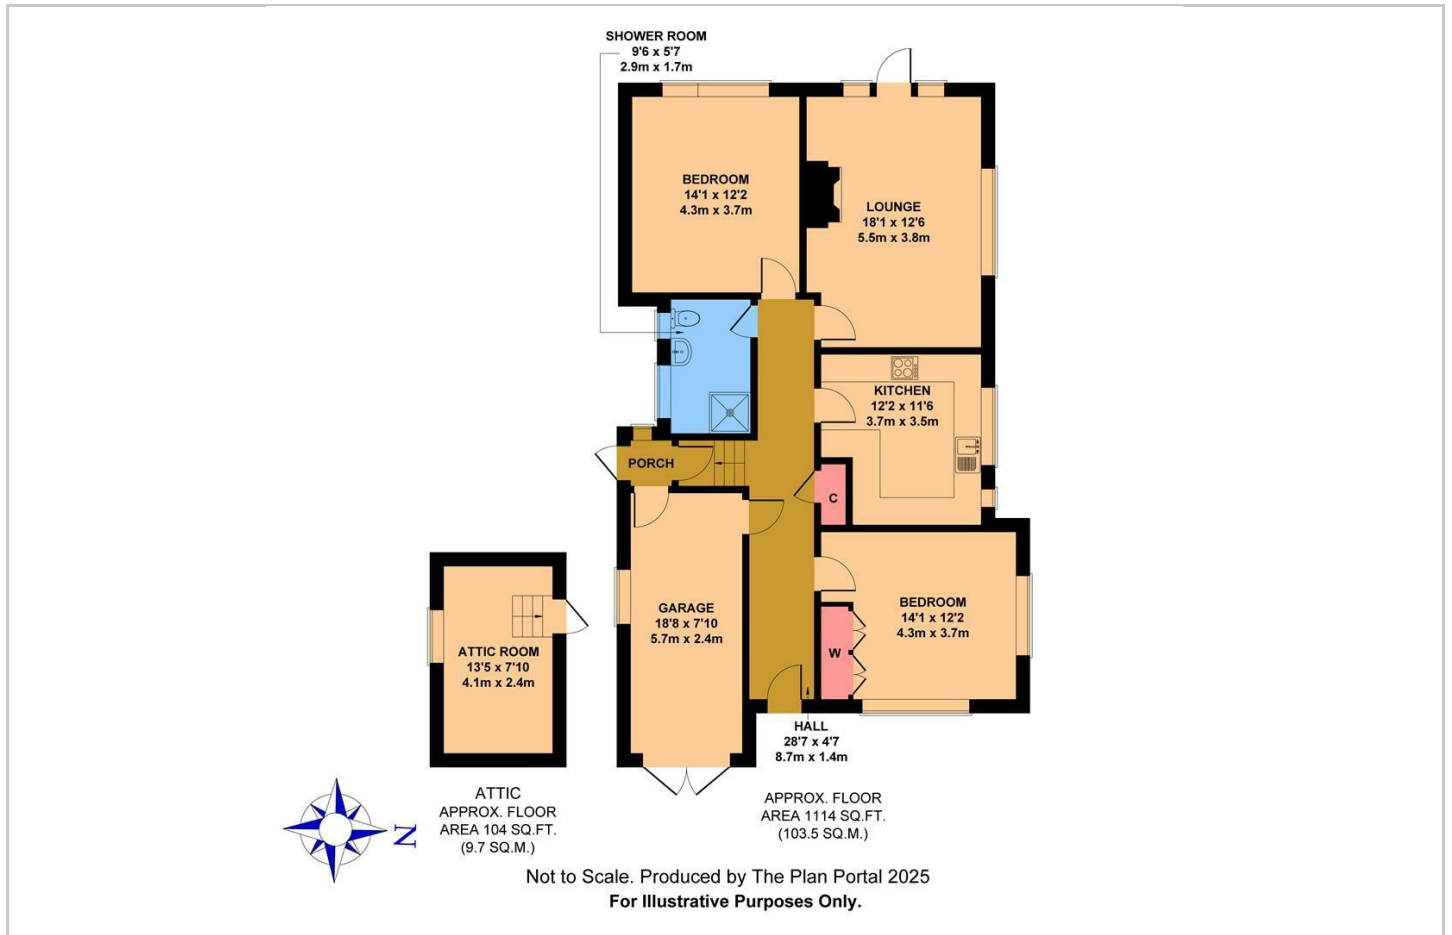 SHOWER ROOM
9'6 x 5'7
2.9m x 1.7m
BEDROOM
14'1 x 12'2
4.3m x 3.7m
LOUNGE
18'1 x 12'6
5.5m x 3.8m
KITCHEN
12'2 x 11'6
3.7m x 3.5m
PORCH
C
GARAGE
18'8 x 7'10
5.7m x 2.4m
BEDROOM
14'1 x 12'2
4.3m x 3.7m
W
ATTIC ROOM
13'5 x 7'10
4.1m x 2.4m
HALL
28'7 x 4'7
8.7m x 1.4m
ATTIC
APPROX. FLOOR
AREA 104 SQ.FT.
(9.7 SQ.M.)
APPROX. FLOOR
AREA 1114 SQ.FT.
(103.5 SQ.M.)
N
Not to Scale. Produced by The Plan Portal 2025
For Illustrative Purposes Only.